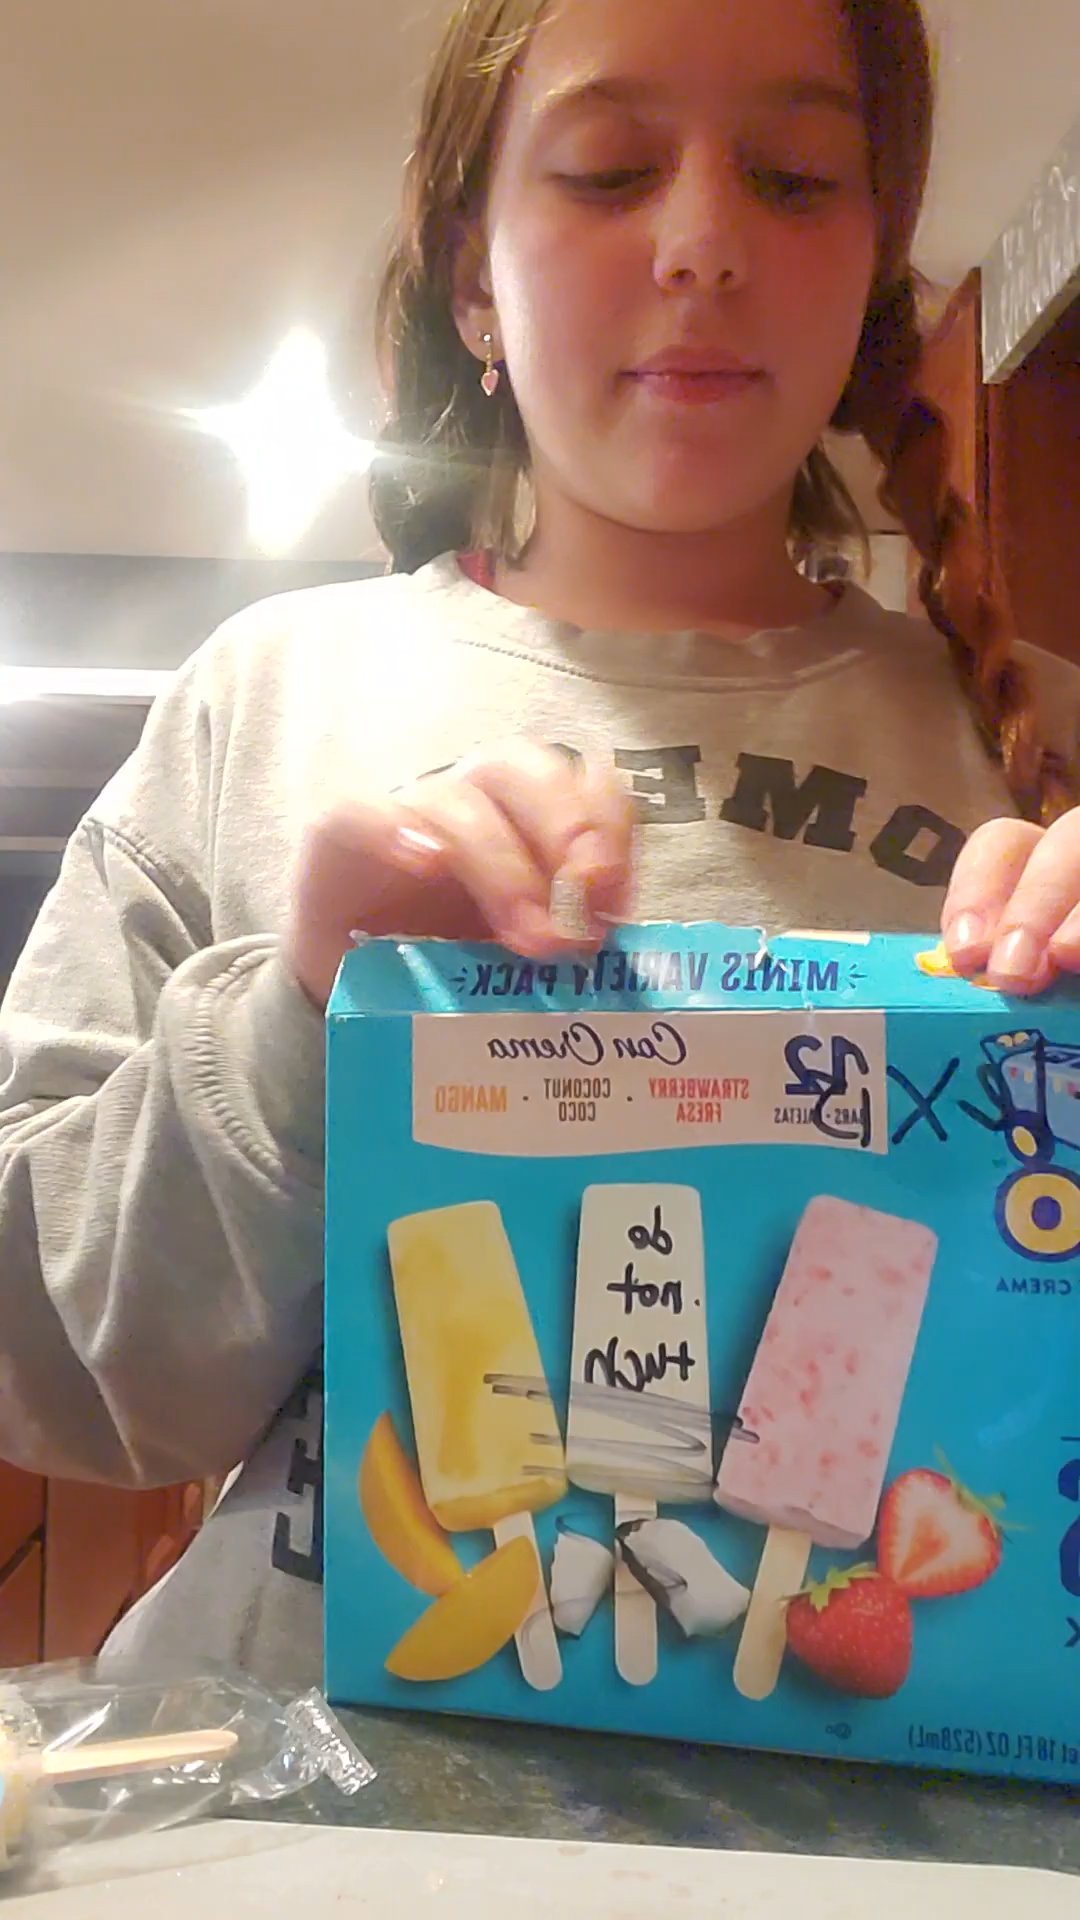 OME
MINIS VARIETY PACK
12
Con Crema
BARS • PALETAS
STRAWBERRY • COCONUT • MANGO
FRESA COCO
X
CREMA
do
not
tuch
18 FL OZ (528mL)